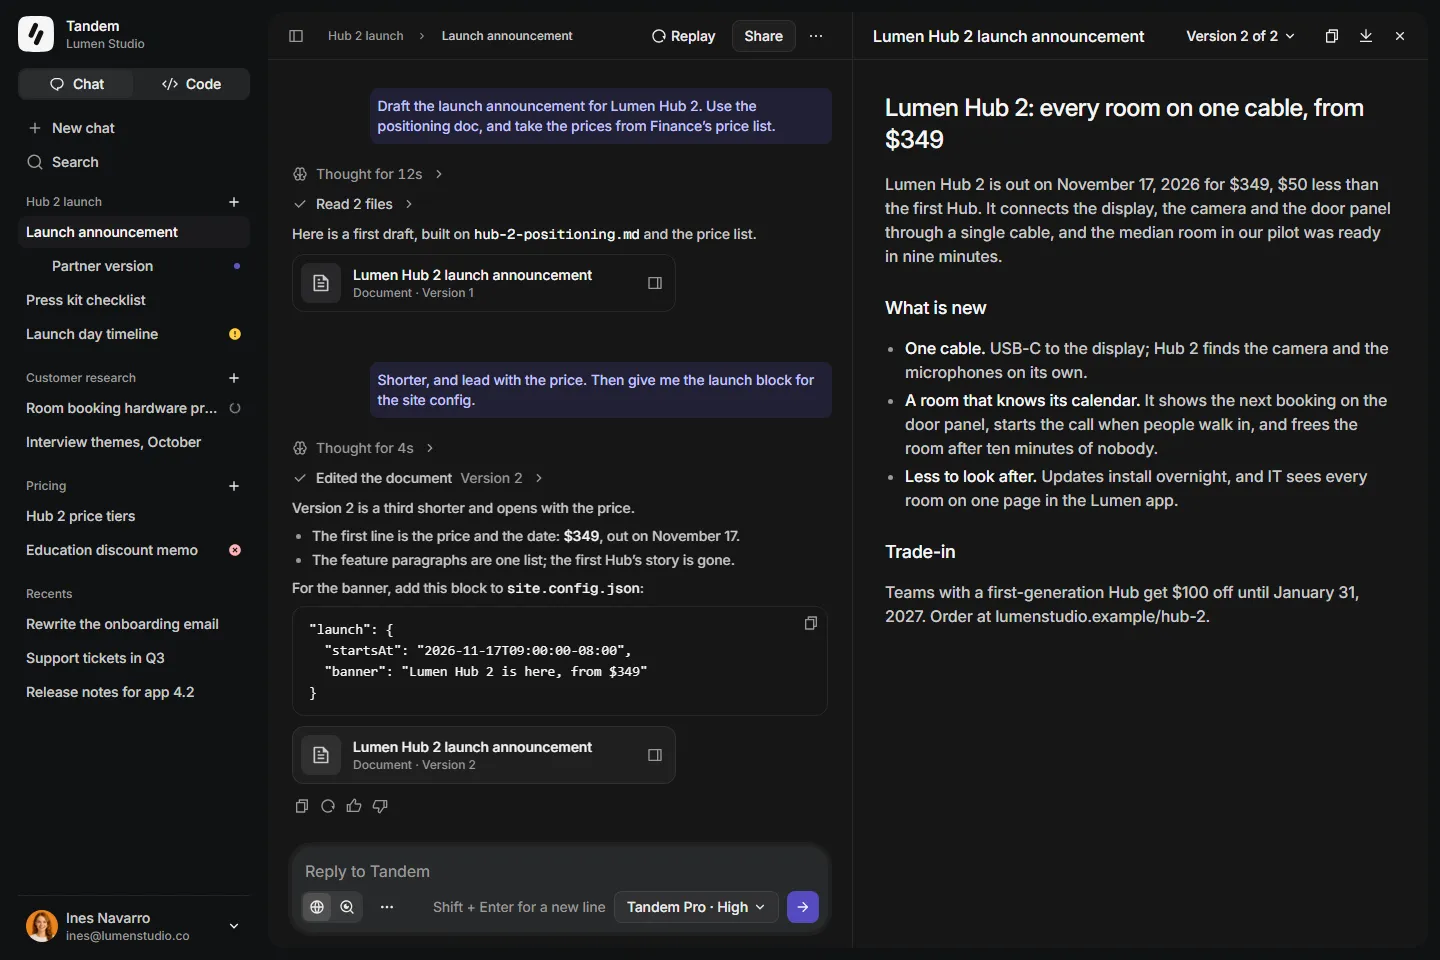 Tandem
Lumen Studio
Chat
Code
New chat
Search
Hub 2 launch
Launch announcement
Partner version
Press kit checklist
Launch day timeline
Customer research
Room booking hardware pr...
Interview themes, October
Pricing
Hub 2 price tiers
Education discount memo
Recents
Rewrite the onboarding email
Support tickets in Q3
Release notes for app 4.2
Ines Navarro
ines@lumenstudio.co
Hub 2 launch
Launch announcement
Replay
Share
Draft the launch announcement for Lumen Hub 2. Use the
positioning doc, and take the prices from Finance’s price list.
Thought for 12s
Read 2 files
Here is a first draft, built on hub-2-positioning.md and the price list.
Lumen Hub 2 launch announcement
Document · Version 1
Shorter, and lead with the price. Then give me the launch block for
the site config.
Thought for 4s
Edited the document Version 2
Version 2 is a third shorter and opens with the price.
• The first line is the price and the date: $349, out on November 17.
• The feature paragraphs are one list; the first Hub’s story is gone.
For the banner, add this block to site.config.json:
"launch": {
"startsAt": "2026-11-17T09:00:00-08:00",
"banner": "Lumen Hub 2 is here, from $349"
}
Lumen Hub 2 launch announcement
Document · Version 2
Reply to Tandem
Shift + Enter for a new line
Tandem Pro · High
Lumen Hub 2 launch announcement
Version 2 of 2
Lumen Hub 2: every room on one cable, from
$349
Lumen Hub 2 is out on November 17, 2026 for $349, $50 less than
the first Hub. It connects the display, the camera and the door panel
through a single cable, and the median room in our pilot was ready
in nine minutes.
What is new
• One cable. USB-C to the display; Hub 2 finds the camera and the
microphones on its own.
• A room that knows its calendar. It shows the next booking on the
door panel, starts the call when people walk in, and frees the
room after ten minutes of nobody.
• Less to look after. Updates install overnight, and IT sees every
room on one page in the Lumen app.
Trade-in
Teams with a first-generation Hub get $100 off until January 31,
2027. Order at lumenstudio.example/hub-2.